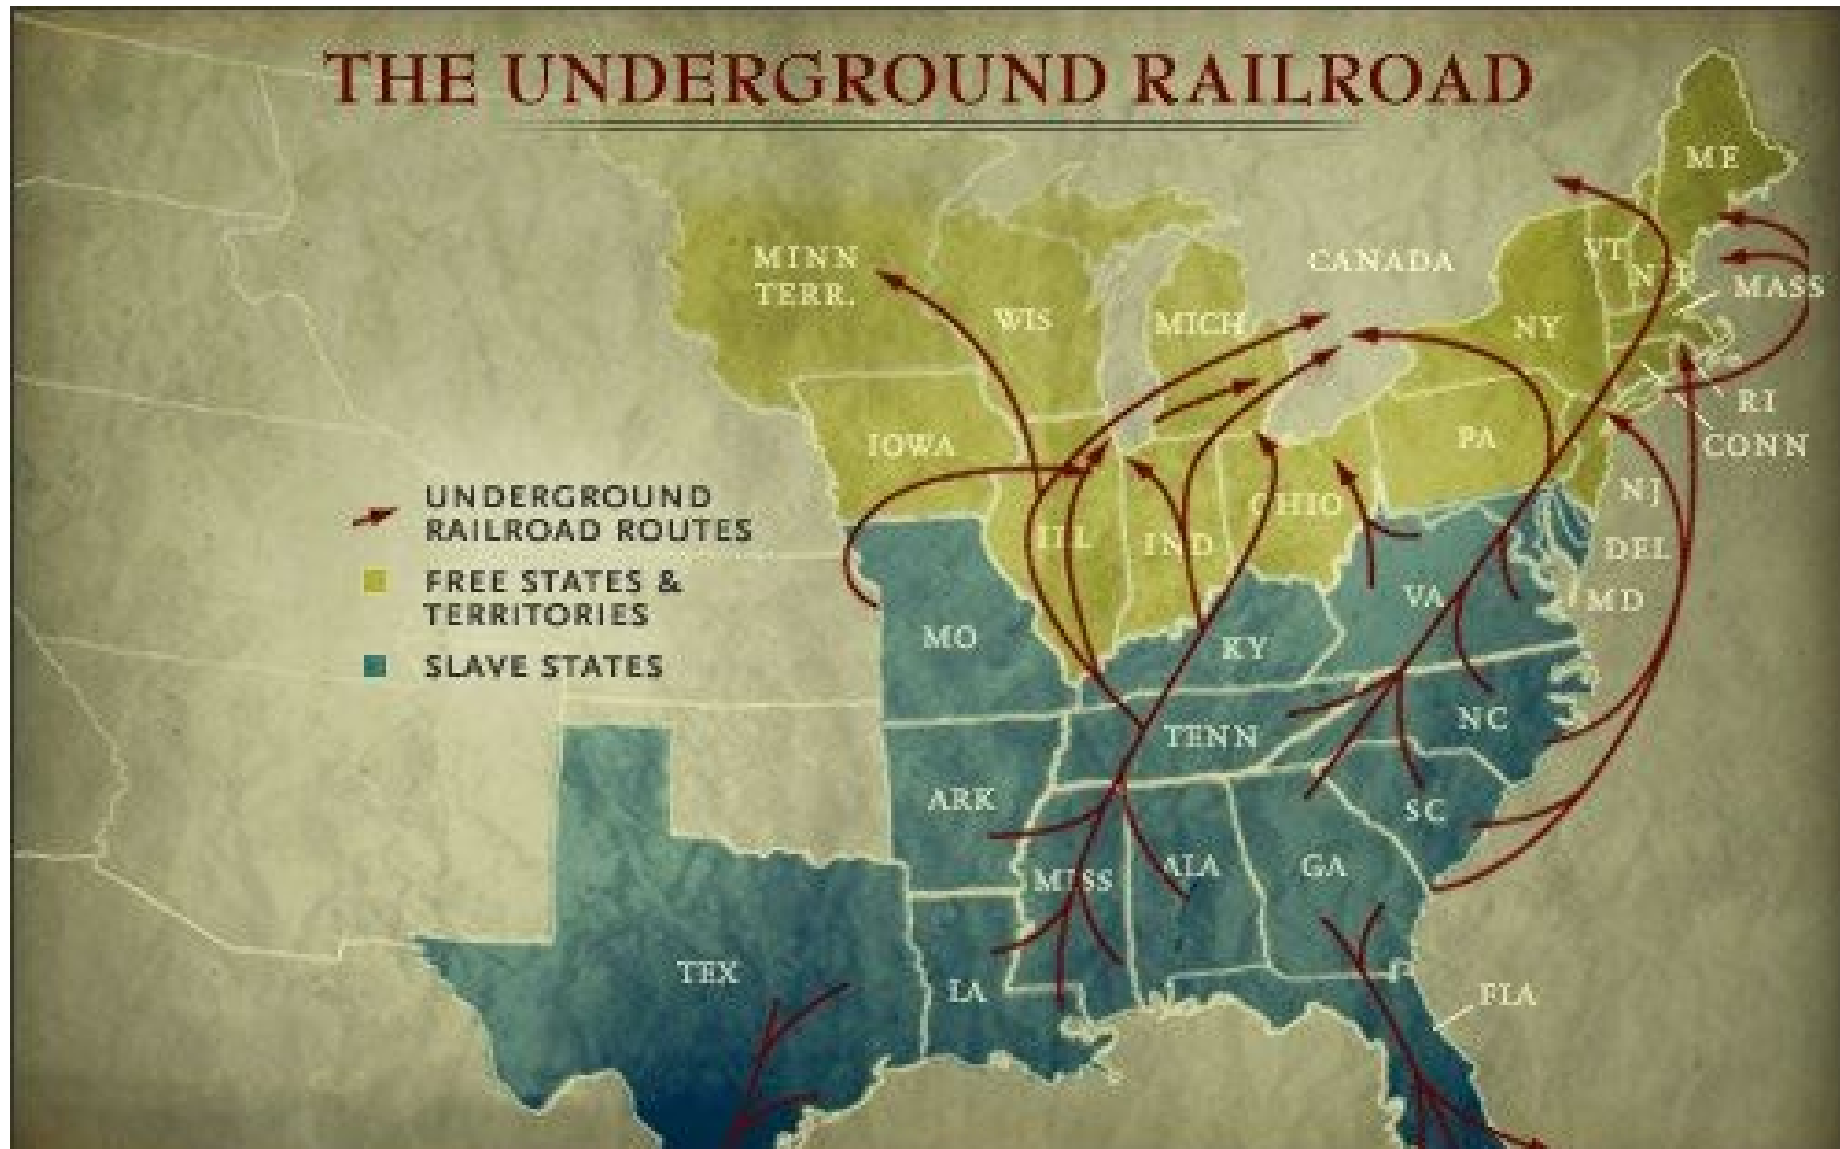 THE UNDERGROUND RAILROAD
ME
MINN
TERR.
CANADA
VT
MASS
WIS
MICH
NY
RI
IOWA
PA
CONN
UNDERGROUND
RAILROAD ROUTES
NJ
ILL
IND
OHIO
DEL
FREE STATES &
TERRITORIES
VA
MD
MO
KY
SLAVE STATES
TENN
NC
ARK
SC
MISS
ALA
GA
TEX
LA
FLA